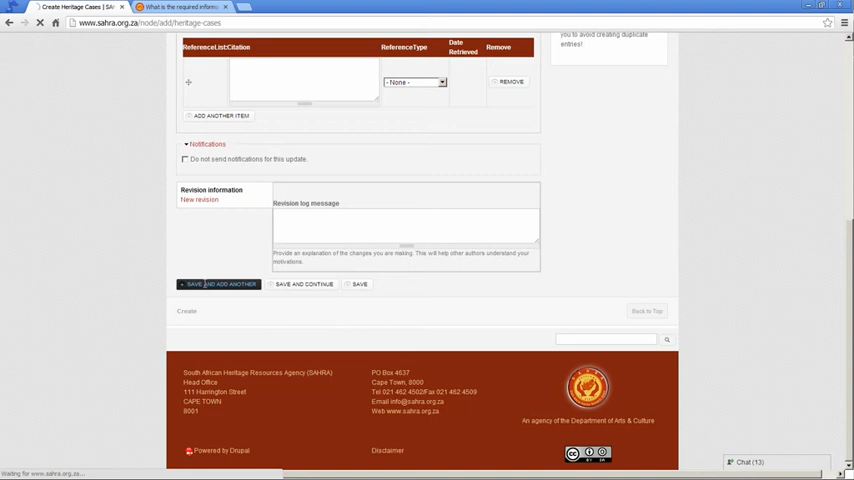 Create Heritage Cases | SA...
What is the required inform...
www.sahra.org.za/node/add/heritage-cases
you to avoid creating duplicate
entries!
ReferenceList:Citation
ReferenceType
Date
Retrieved
Remove
- None -
REMOVE
ADD ANOTHER ITEM
Notifications
Do not send notifications for this update.
Revision information
New revision
Revision log message
Provide an explanation of the changes you are making. This will help other authors understand your
motivations.
SAVE AND ADD ANOTHER
SAVE AND CONTINUE
SAVE
Create
Back to Top
South African Heritage Resources Agency (SAHRA)
Head Office
111 Harrington Street
CAPE TOWN
8001
PO Box 4637
Cape Town, 8000
Tel 021 462 4502/Fax 021 462 4509
Email info@sahra.org.za
Web www.sahra.org.za
An agency of the Department of Arts & Culture
Powered by Drupal
Disclaimer
Chat (13)
Waiting for www.sahra.org.za...